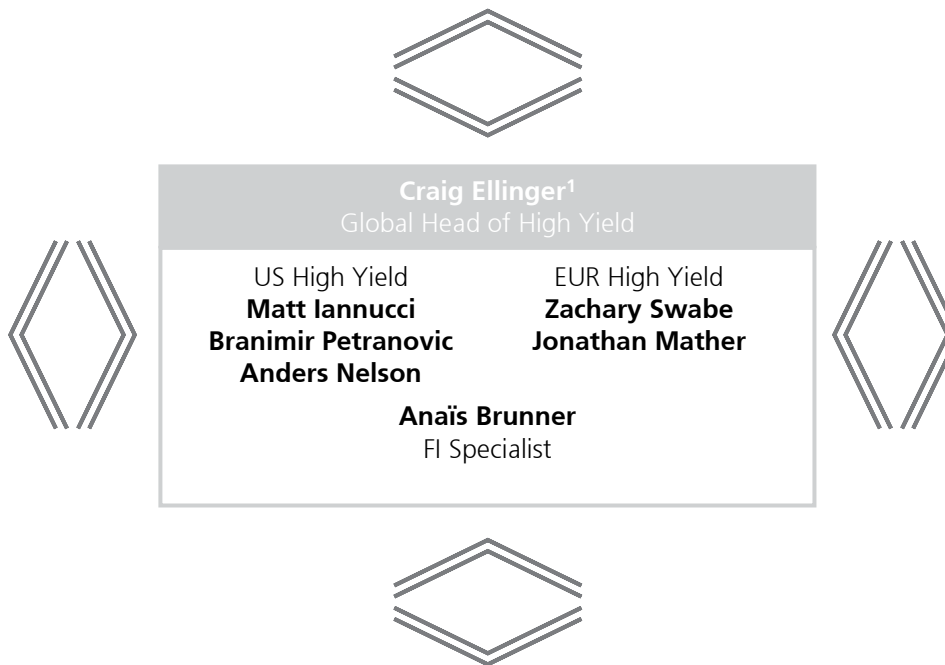 Craig Ellinger¹
Global Head of High Yield
US High Yield
Matt Iannucci
Branimir Petranovic
Anders Nelson
EUR High Yield
Zachary Swabe
Jonathan Mather
Anaïs Brunner
FI Specialist